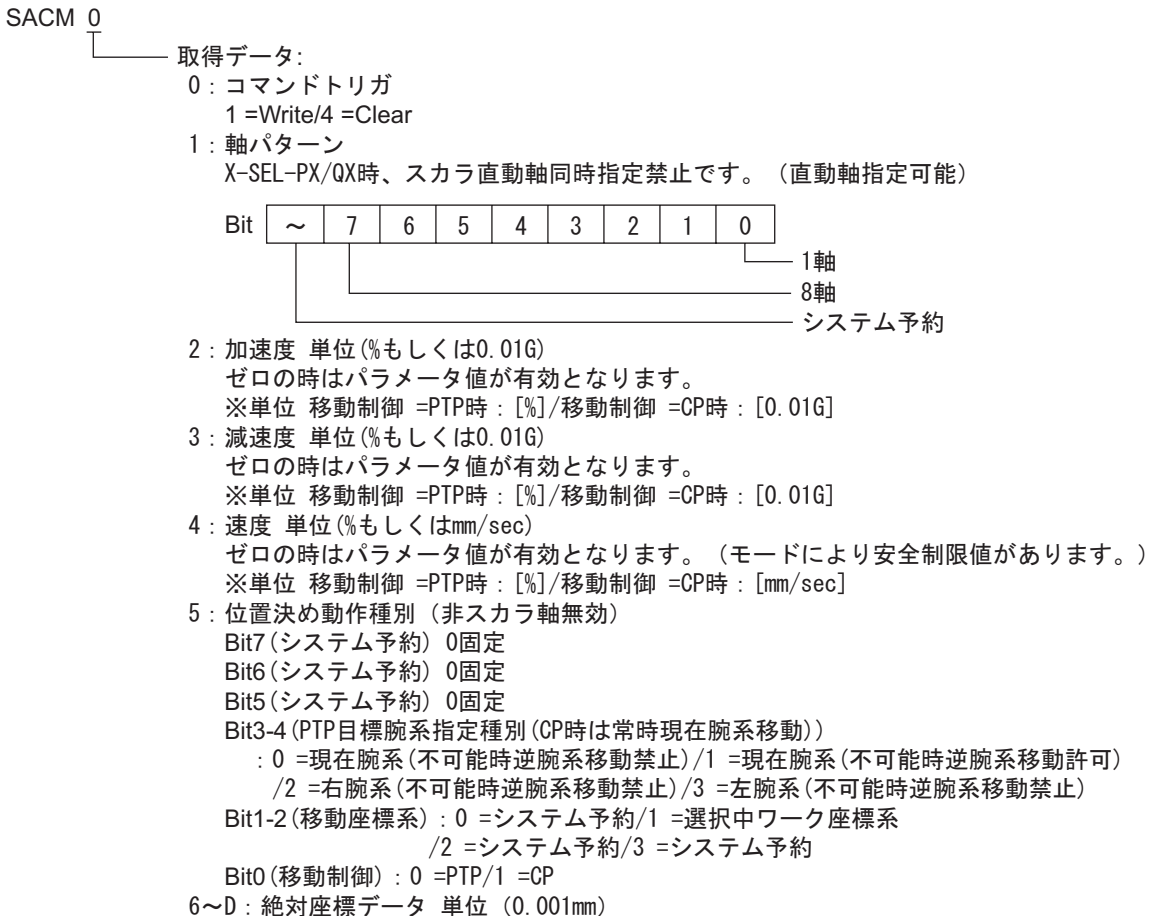 SACM 0
取得データ:
0：コマンドトリガ
1 =Write/4 =Clear
1：軸パターン
X-SEL-PX/QX時、スカラ直動軸同時指定禁止です。（直動軸指定可能）
Bit ～ 7 6 5 4 3 2 1 0
1軸
8軸
システム予約
2：加速度 単位(%もしくは0.01G)
ゼロの時はパラメータ値が有効となります。
※単位 移動制御 =PTP時：[%]/移動制御 =CP時：[0.01G]
3：減速度 単位(%もしくは0.01G)
ゼロの時はパラメータ値が有効となります。
※単位 移動制御 =PTP時：[%]/移動制御 =CP時：[0.01G]
4：速度 単位(%もしくはmm/sec)
ゼロの時はパラメータ値が有効となります。（モードにより安全制限値があります。）
※単位 移動制御 =PTP時：[%]/移動制御 =CP時：[mm/sec]
5：位置決め動作種別（非スカラ軸無効）
Bit7(システム予約) 0固定
Bit6(システム予約) 0固定
Bit5(システム予約) 0固定
Bit3-4(PTP目標腕系指定種別(CP時は常時現在腕系移動))
：0 =現在腕系(不可能時逆腕系移動禁止)/1 =現在腕系(不可能時逆腕系移動許可)
/2 =右腕系(不可能時逆腕系移動禁止)/3 =左腕系(不可能時逆腕系移動禁止)
Bit1-2(移動座標系)：0 =システム予約/1 =選択中ワーク座標系
/2 =システム予約/3 =システム予約
Bit0(移動制御)：0 =PTP/1 =CP
6～D：絶対座標データ 単位（0.001mm）